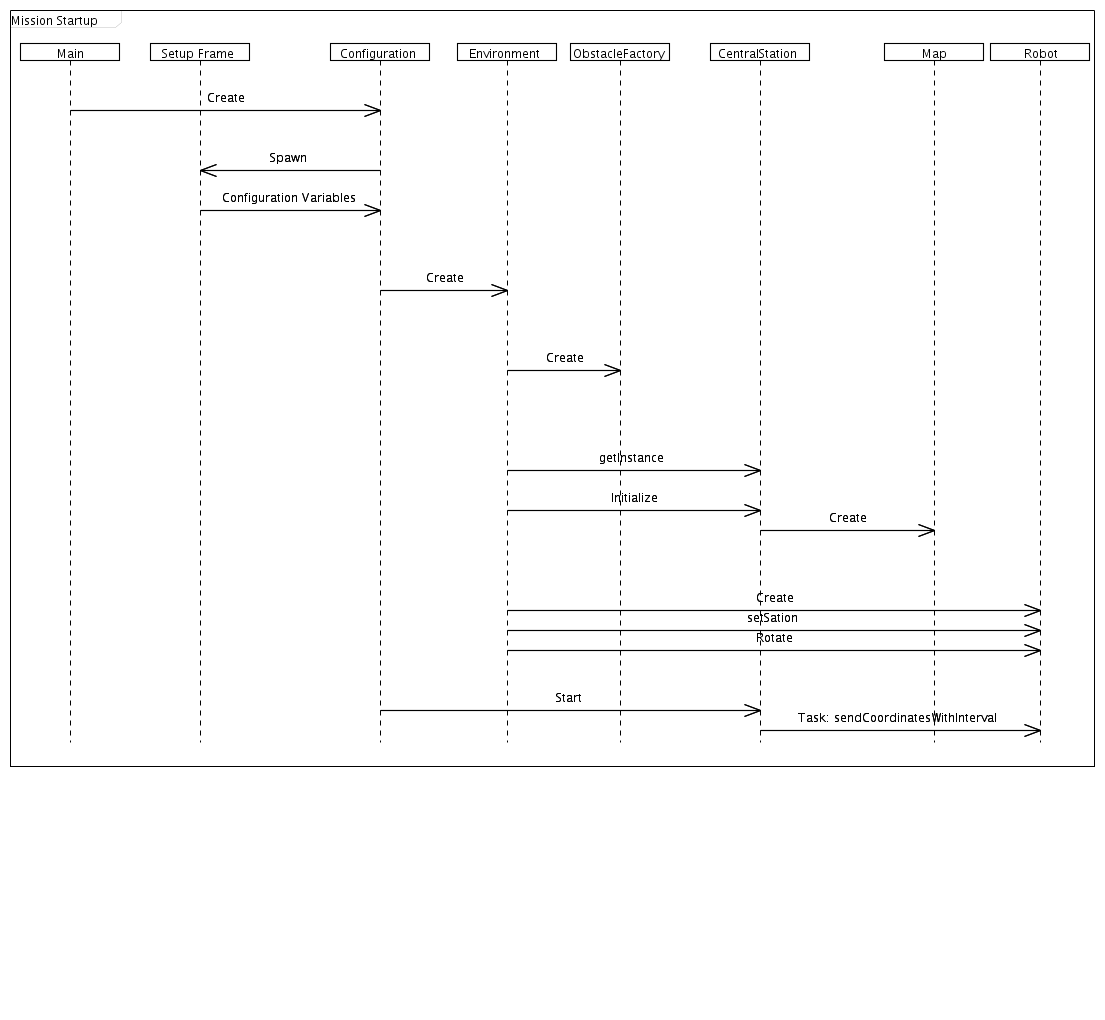 Mission Startup
Main
Setup Frame
Configuration
Environment
ObstacleFactory
CentralStation
Map
Robot
Create
Spawn
Configuration Variables
Create
Create
getInstance
Initialize
Create
Create
setSation
Rotate
Start
Task: sendCoordinatesWithInterval